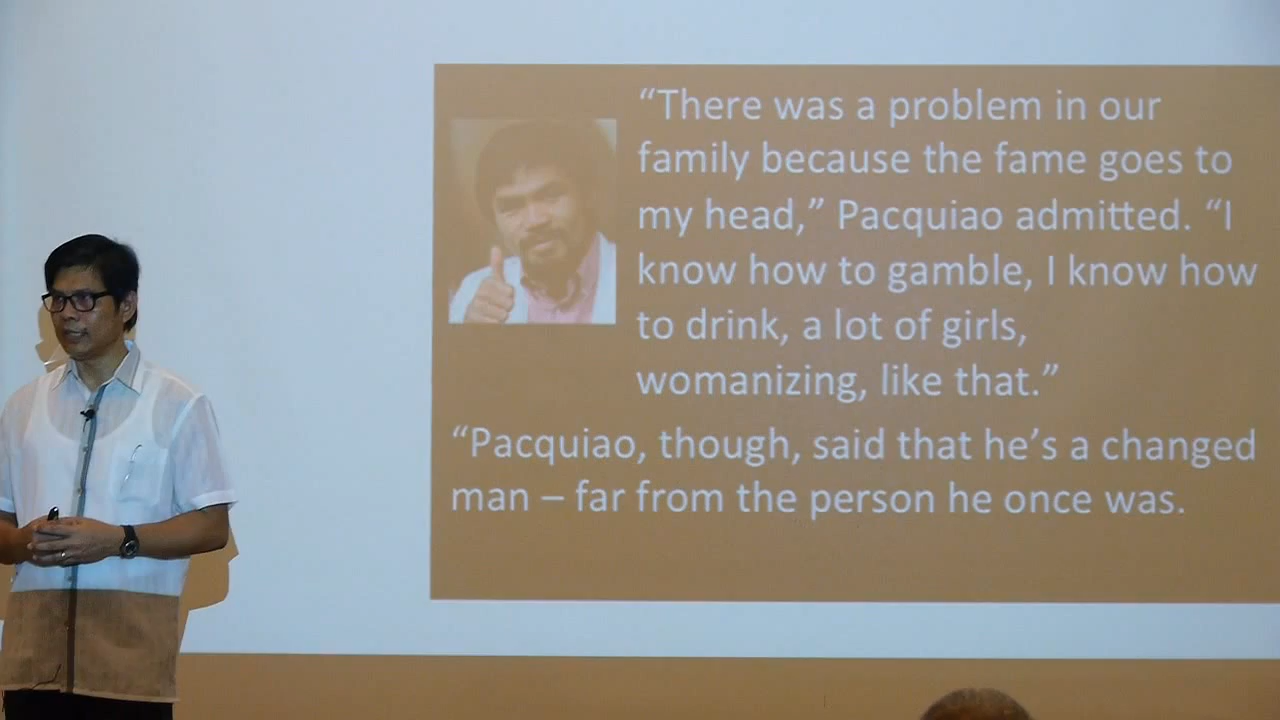 “There was a problem in our
family because the fame goes to
my head,” Pacquiao admitted. “I
know how to gamble, I know how
to drink, a lot of girls,
womanizing, like that.”
“Pacquiao, though, said that he’s a changed
man – far from the person he once was.